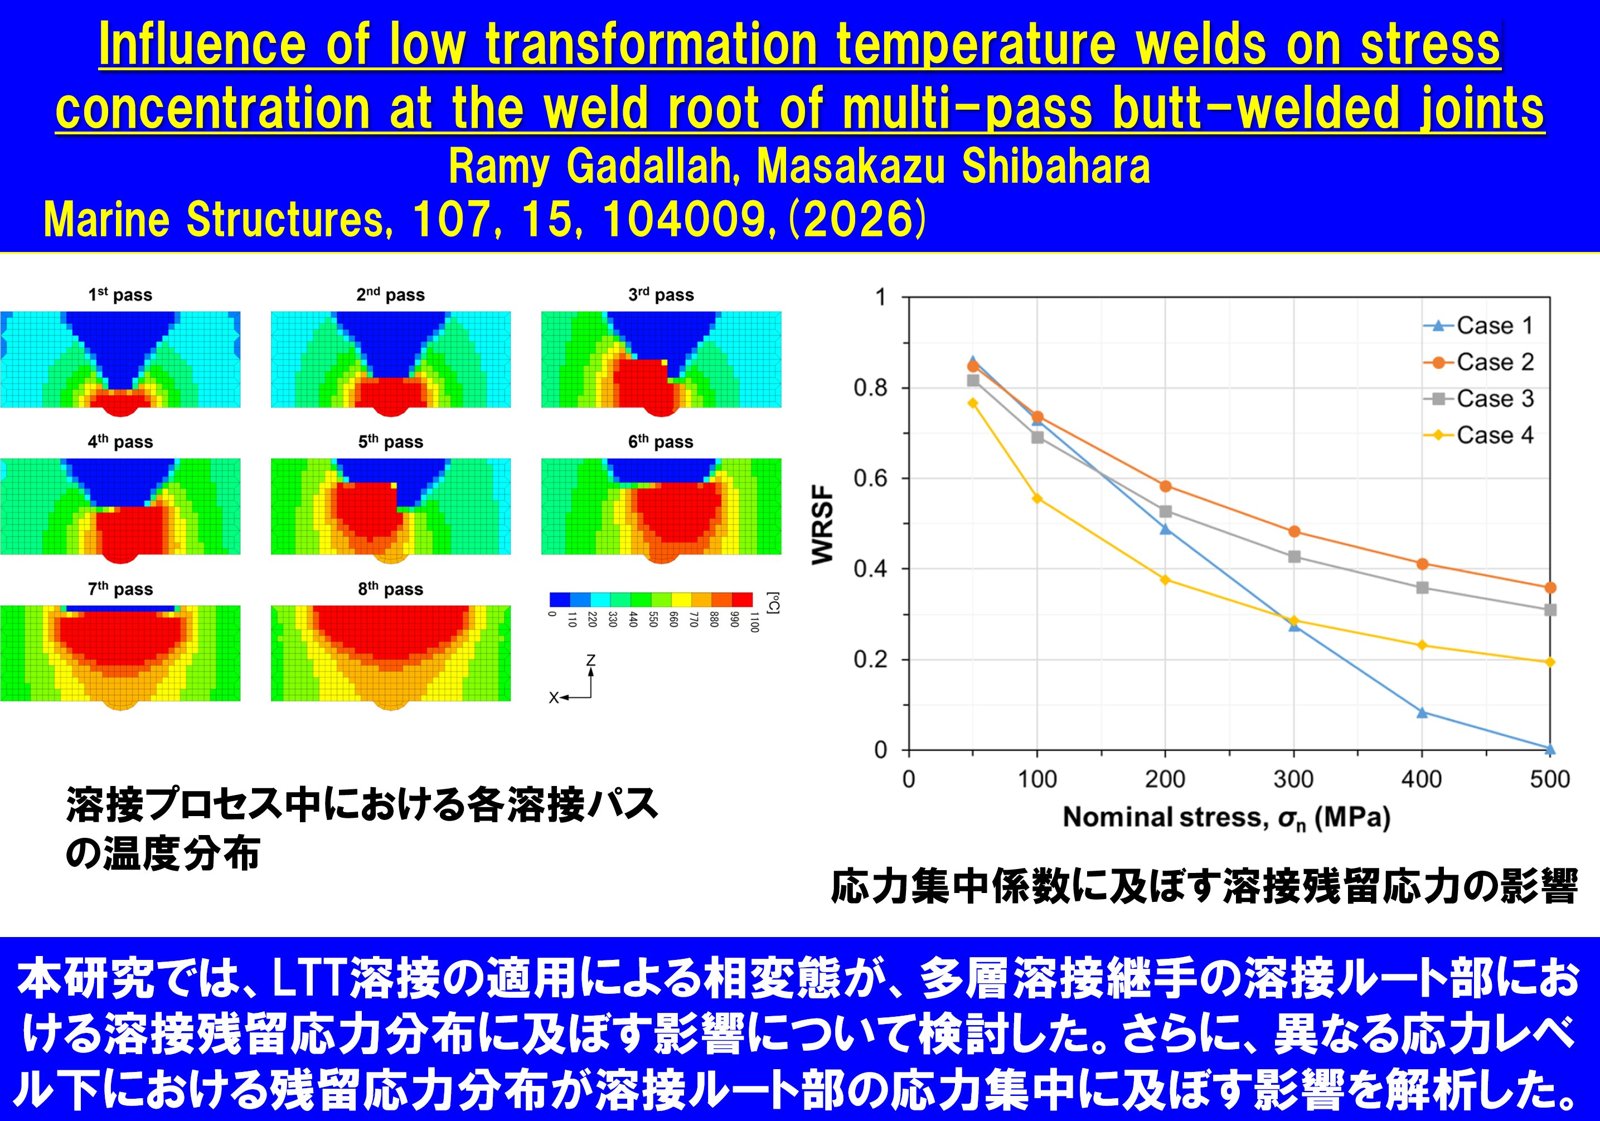 Influence of low transformation temperature welds on stress
concentration at the weld root of multi-pass butt-welded joints
Ramy Gadallah, Masakazu Shibahara
Marine Structures, 107, 15, 104009, (2026)
1st pass
2nd pass
3rd pass
4th pass
5th pass
6th pass
7th pass
8th pass
0 110 220 330 440 550 660 770 880 990 1100
[°C]
Z
X
溶接プロセス中における各溶接パス
の温度分布
1
0.8
0.6
0.4
0.2
0
WRSF
Case 1
Case 2
Case 3
Case 4
0 100 200 300 400 500
Nominal stress, σn (MPa)
応力集中係数に及ぼす溶接残留応力の影響
本研究では、LTT溶接の適用による相変態が、多層溶接継手の溶接ルート部にお
ける溶接残留応力分布に及ぼす影響について検討した。さらに、異なる応力レベ
ル下における残留応力分布が溶接ルート部の応力集中に及ぼす影響を解析した。